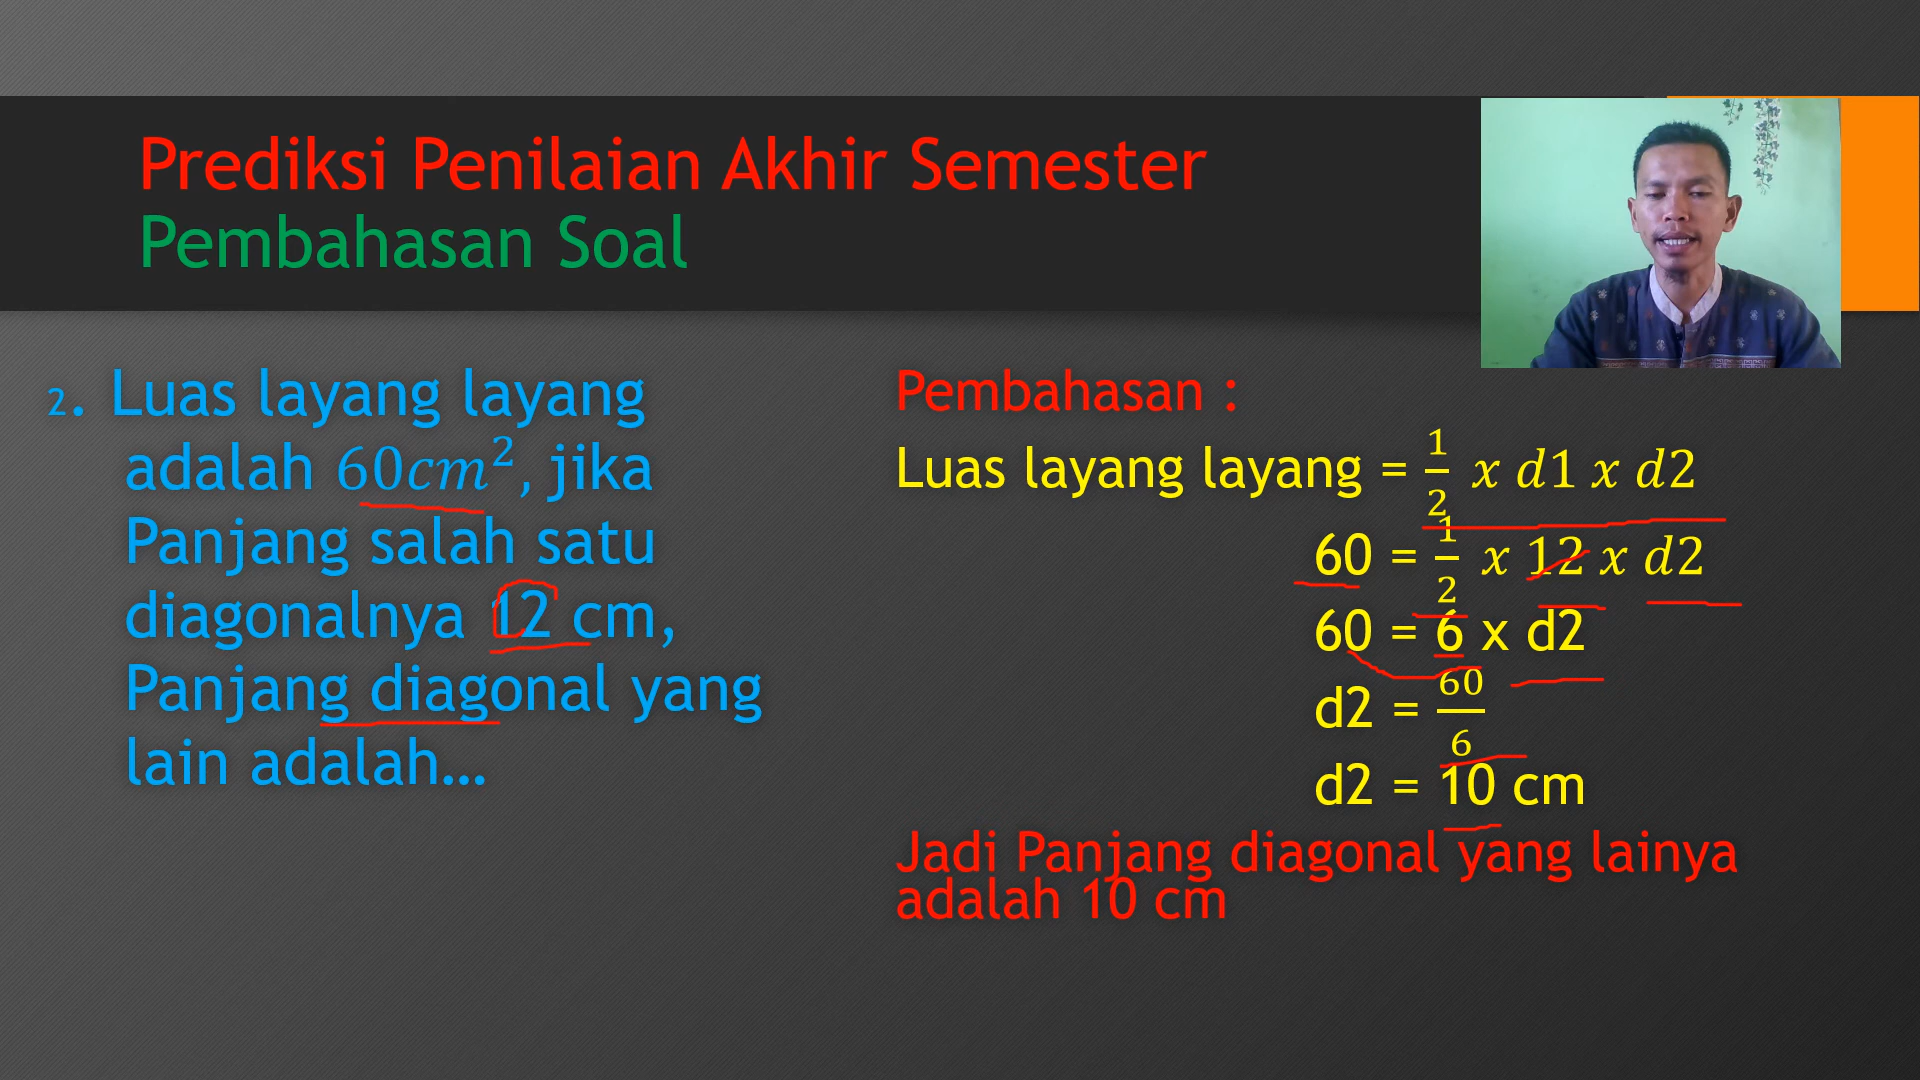 Prediksi Penilaian Akhir Semester
Pembahasan Soal
2. Luas layang layang
adalah 60cm², jika
Panjang salah satu
diagonalnya 12 cm,
Panjang diagonal yang
lain adalah...
Pembahasan :
Luas layang layang = 1/2 x d1 x d2
60 = 1/2 x 12 x d2
60 = 6 x d2
d2 = 60/6
d2 = 10 cm
Jadi Panjang diagonal yang lainya
adalah 10 cm